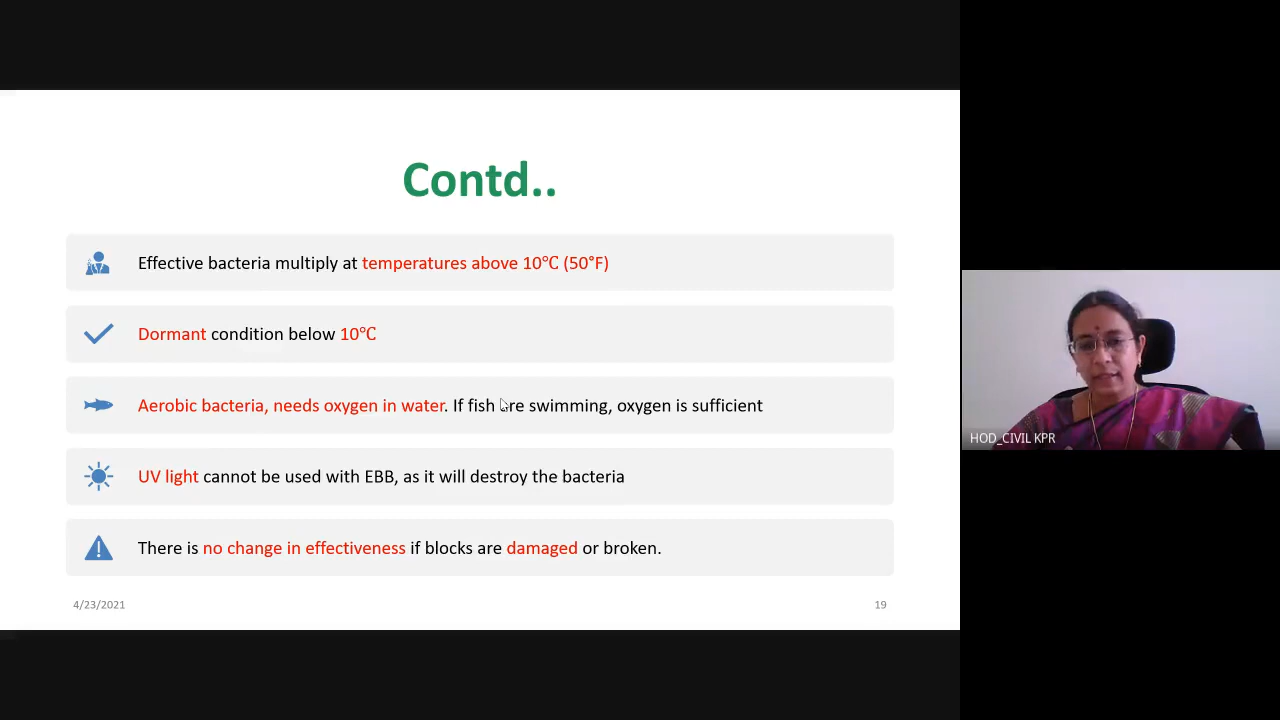 Contd..
Effective bacteria multiply at temperatures above 10℃ (50°F)
Dormant condition below 10℃
Aerobic bacteria, needs oxygen in water. If fish are swimming, oxygen is sufficient
UV light cannot be used with EBB, as it will destroy the bacteria
There is no change in effectiveness if blocks are damaged or broken.
4/23/2021
19
HOD_CIVIL KPR